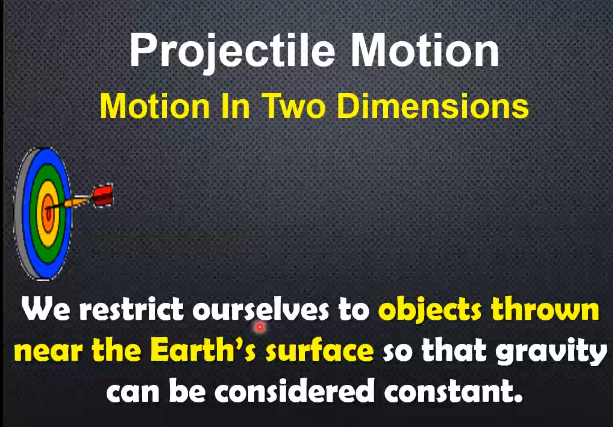 Projectile Motion
Motion In Two Dimensions
We restrict ourselves to objects thrown
near the Earth's surface so that gravity
can be considered constant.